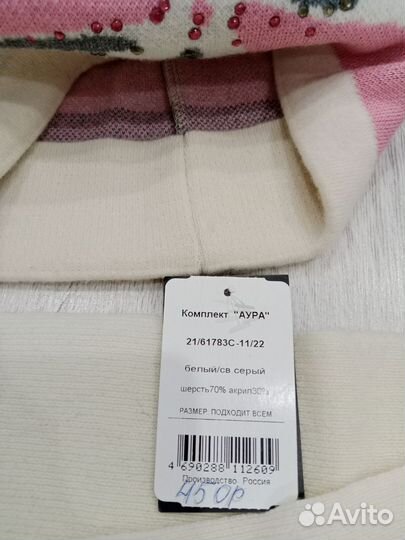 Комплект "АУРА"
21/61783С-11/22
белый/св серый
шерсть70% акрил30%
РАЗМЕР. ПОДХОДИТ ВСЕМ
4 690288 112609
Производство Россия
450р
Avito